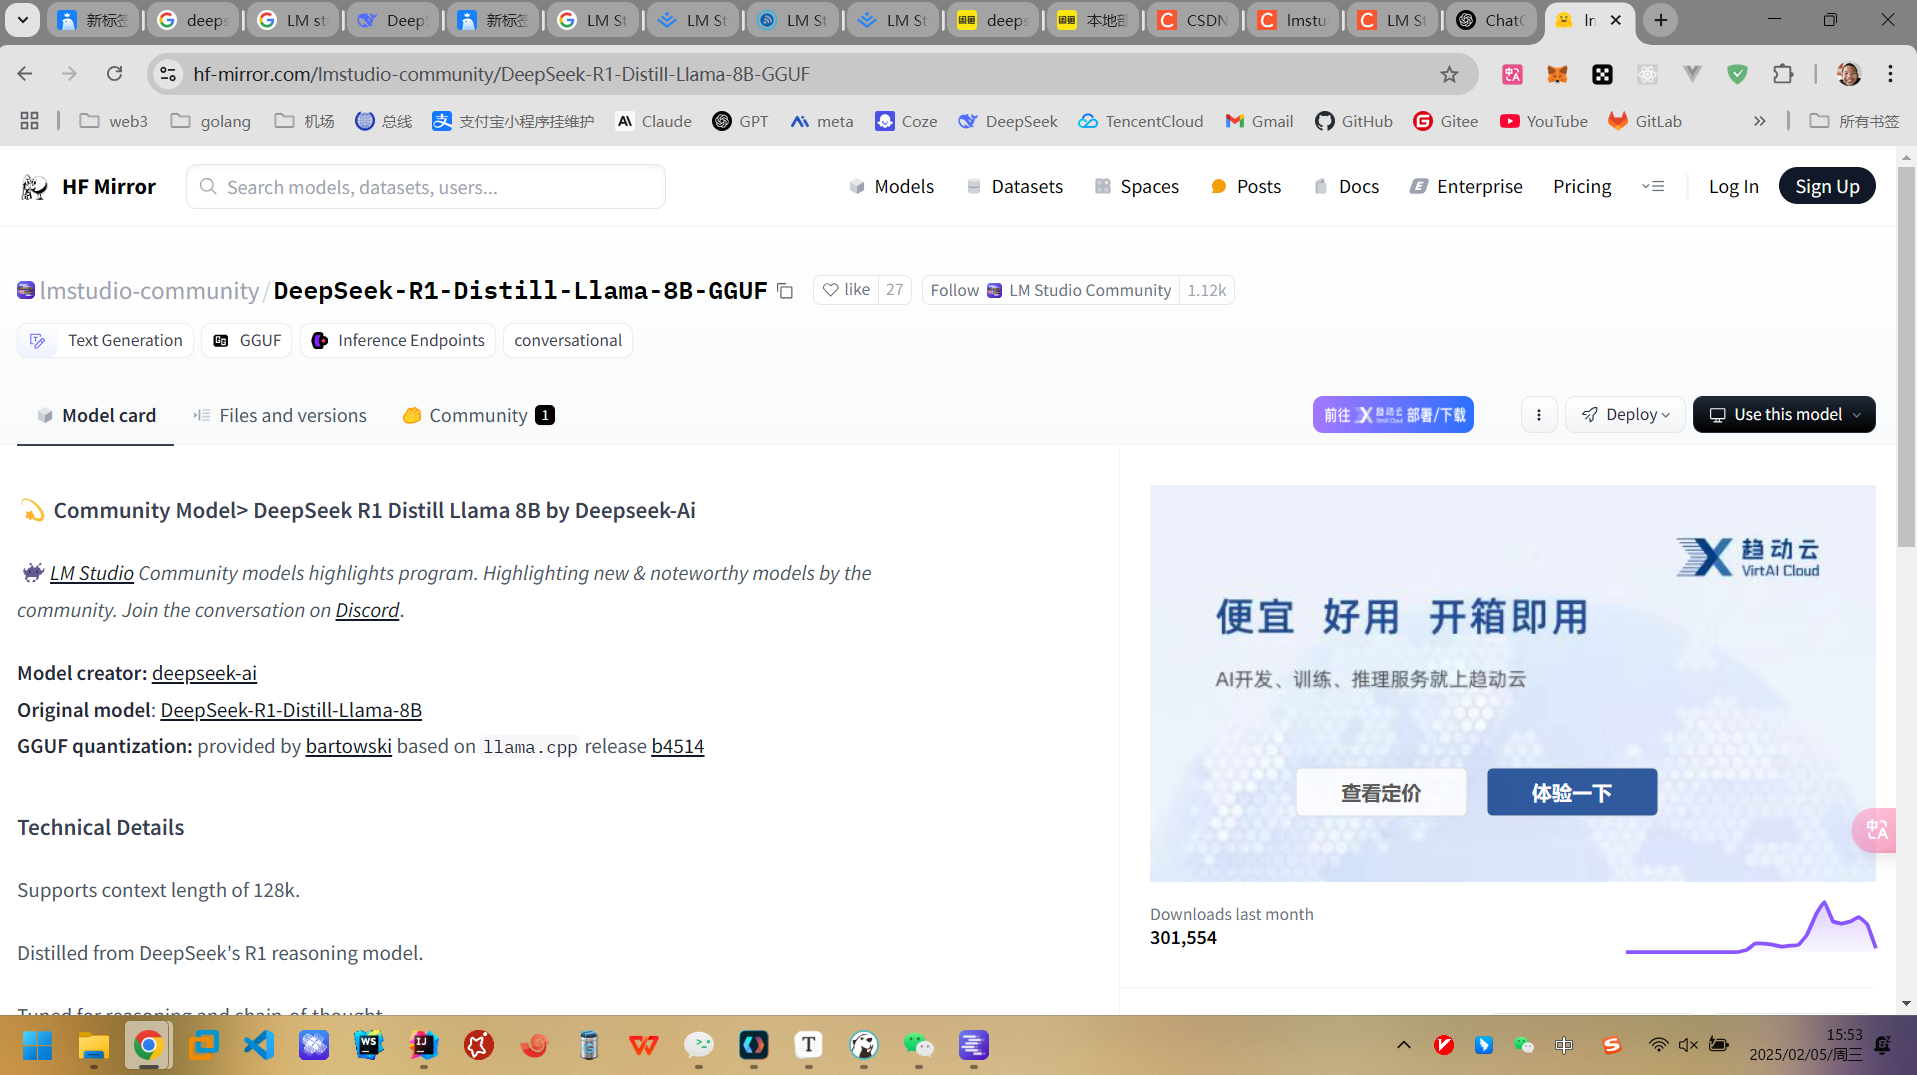 新标签
deeps
LM st
DeepS
新标签
LM St
LM St
LM St
LM St
deeps
本地部
CSDN
lmstu
LM St
ChatG
lm
hf-mirror.com/lmstudio-community/DeepSeek-R1-Distill-Llama-8B-GGUF
web3
golang
机场
总线
支付宝小程序挂维护
Claude
GPT
meta
Coze
DeepSeek
TencentCloud
Gmail
GitHub
Gitee
YouTube
GitLab
所有书签
HF Mirror
Search models, datasets, users...
Models
Datasets
Spaces
Posts
Docs
Enterprise
Pricing
Log In
Sign Up
lmstudio-community/DeepSeek-R1-Distill-Llama-8B-GGUF
like 27
Follow LM Studio Community 1.12k
Text Generation
GGUF
Inference Endpoints
conversational
Model card
Files and versions
Community 1
前往 趋动云 VirtAI Cloud 部署/下载
Deploy
Use this model
Community Model> DeepSeek R1 Distill Llama 8B by Deepseek-Ai
LM Studio Community models highlights program. Highlighting new & noteworthy models by the
community. Join the conversation on Discord.
Model creator: deepseek-ai
Original model: DeepSeek-R1-Distill-Llama-8B
GGUF quantization: provided by bartowski based on llama.cpp release b4514
Technical Details
Supports context length of 128k.
Distilled from DeepSeek's R1 reasoning model.
Tuned for reasoning and chain-of-thought.
趋动云
VirtAI Cloud
便宜 好用 开箱即用
AI开发、训练、推理服务就上趋动云
查看定价
体验一下
Downloads last month
301,554
中
15:53
2025/02/05/周三